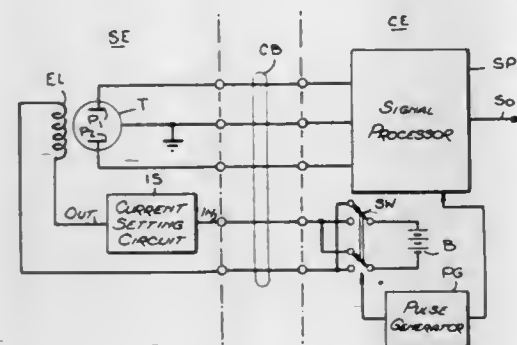 SE
CB
CE
EL
T
P1
P2
SIGNAL
PROCESSOR
SP
So
IS
OUT
CURRENT
SETTING
CIRCUIT
IN
SW
B
PG
PULSE
GENERATOR